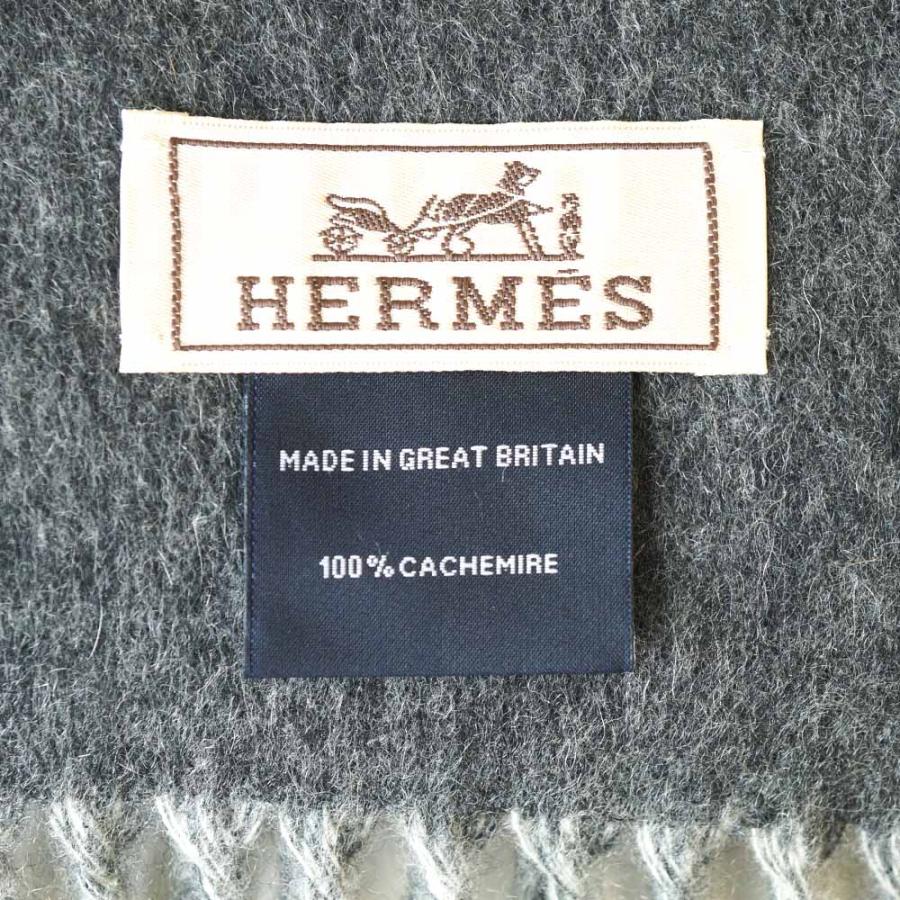 HERMÈS
MADE IN GREAT BRITAIN
100% CACHEMIRE